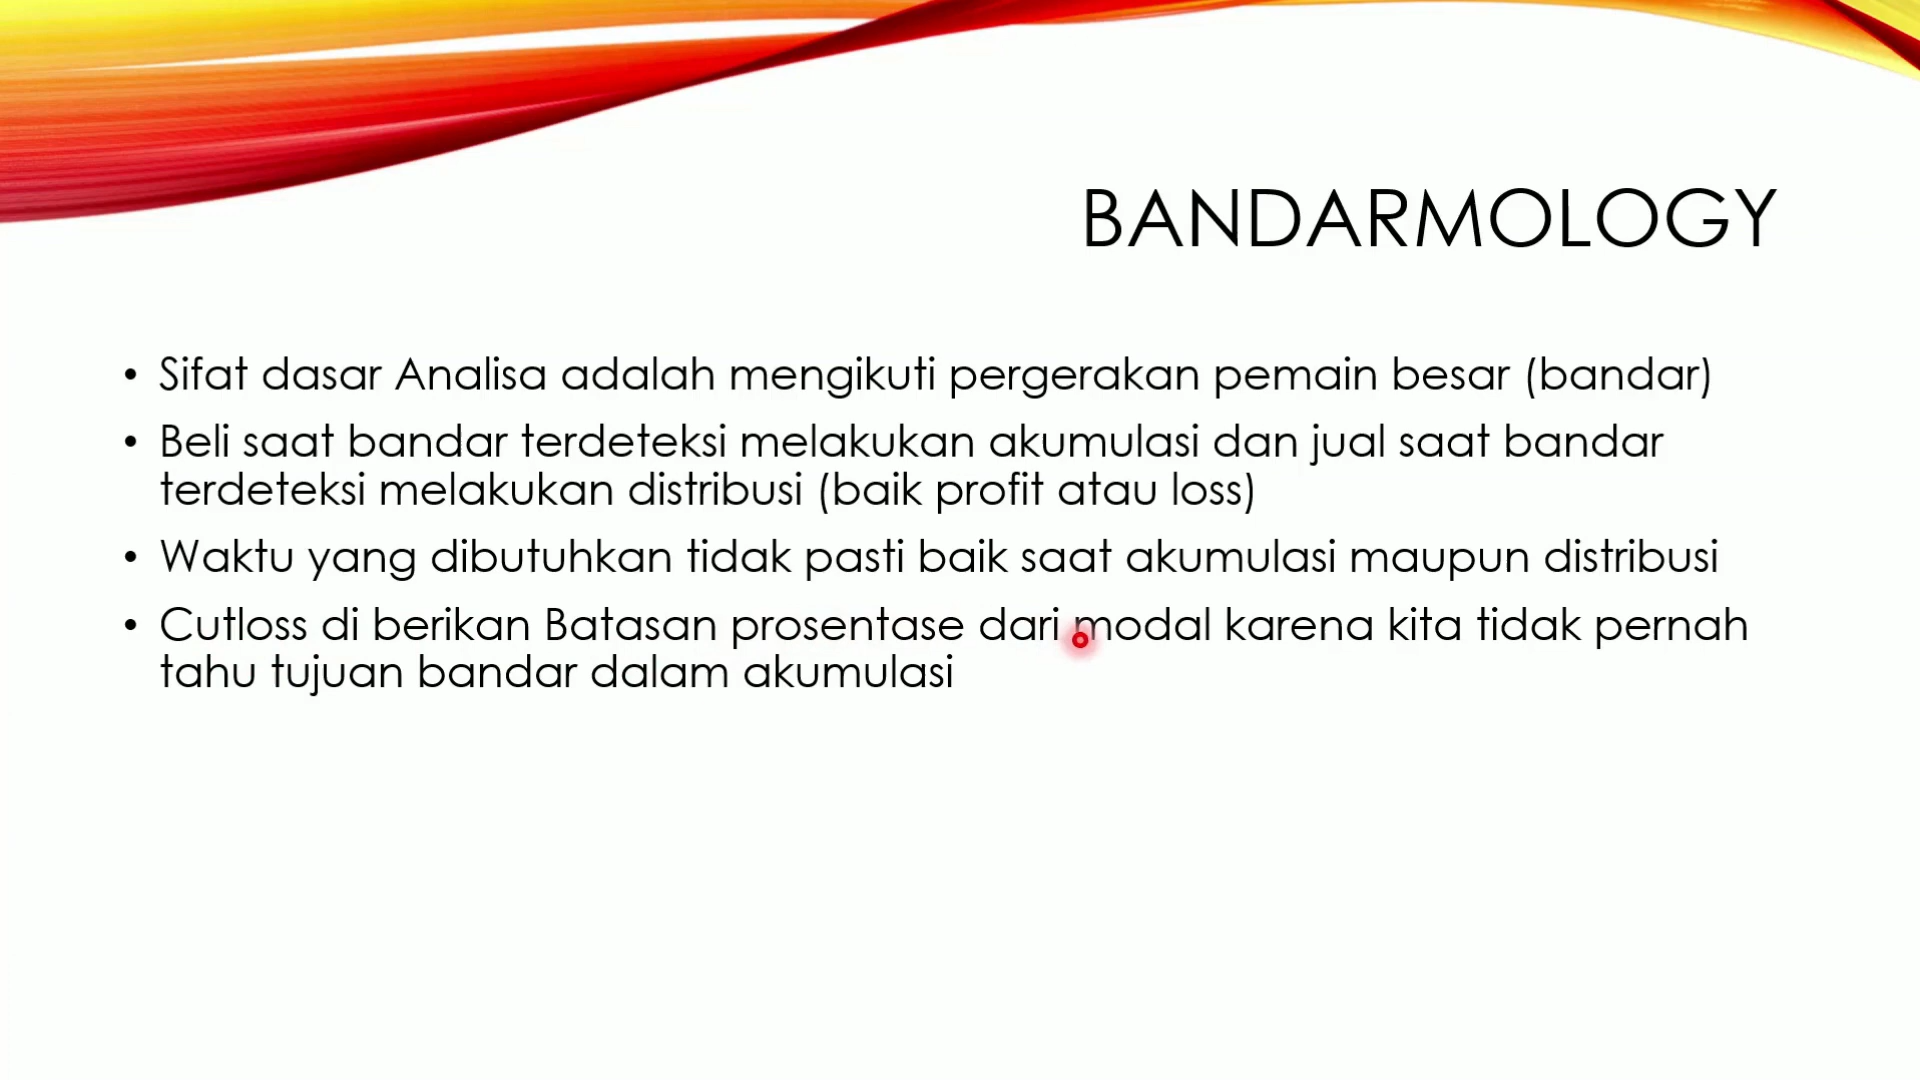 BANDARMOLOGY
• Sifat dasar Analisa adalah mengikuti pergerakan pemain besar (bandar)
• Beli saat bandar terdeteksi melakukan akumulasi dan jual saat bandar
terdeteksi melakukan distribusi (baik profit atau loss)
• Waktu yang dibutuhkan tidak pasti baik saat akumulasi maupun distribusi
• Cutloss di berikan Batasan prosentase dari modal karena kita tidak pernah
tahu tujuan bandar dalam akumulasi